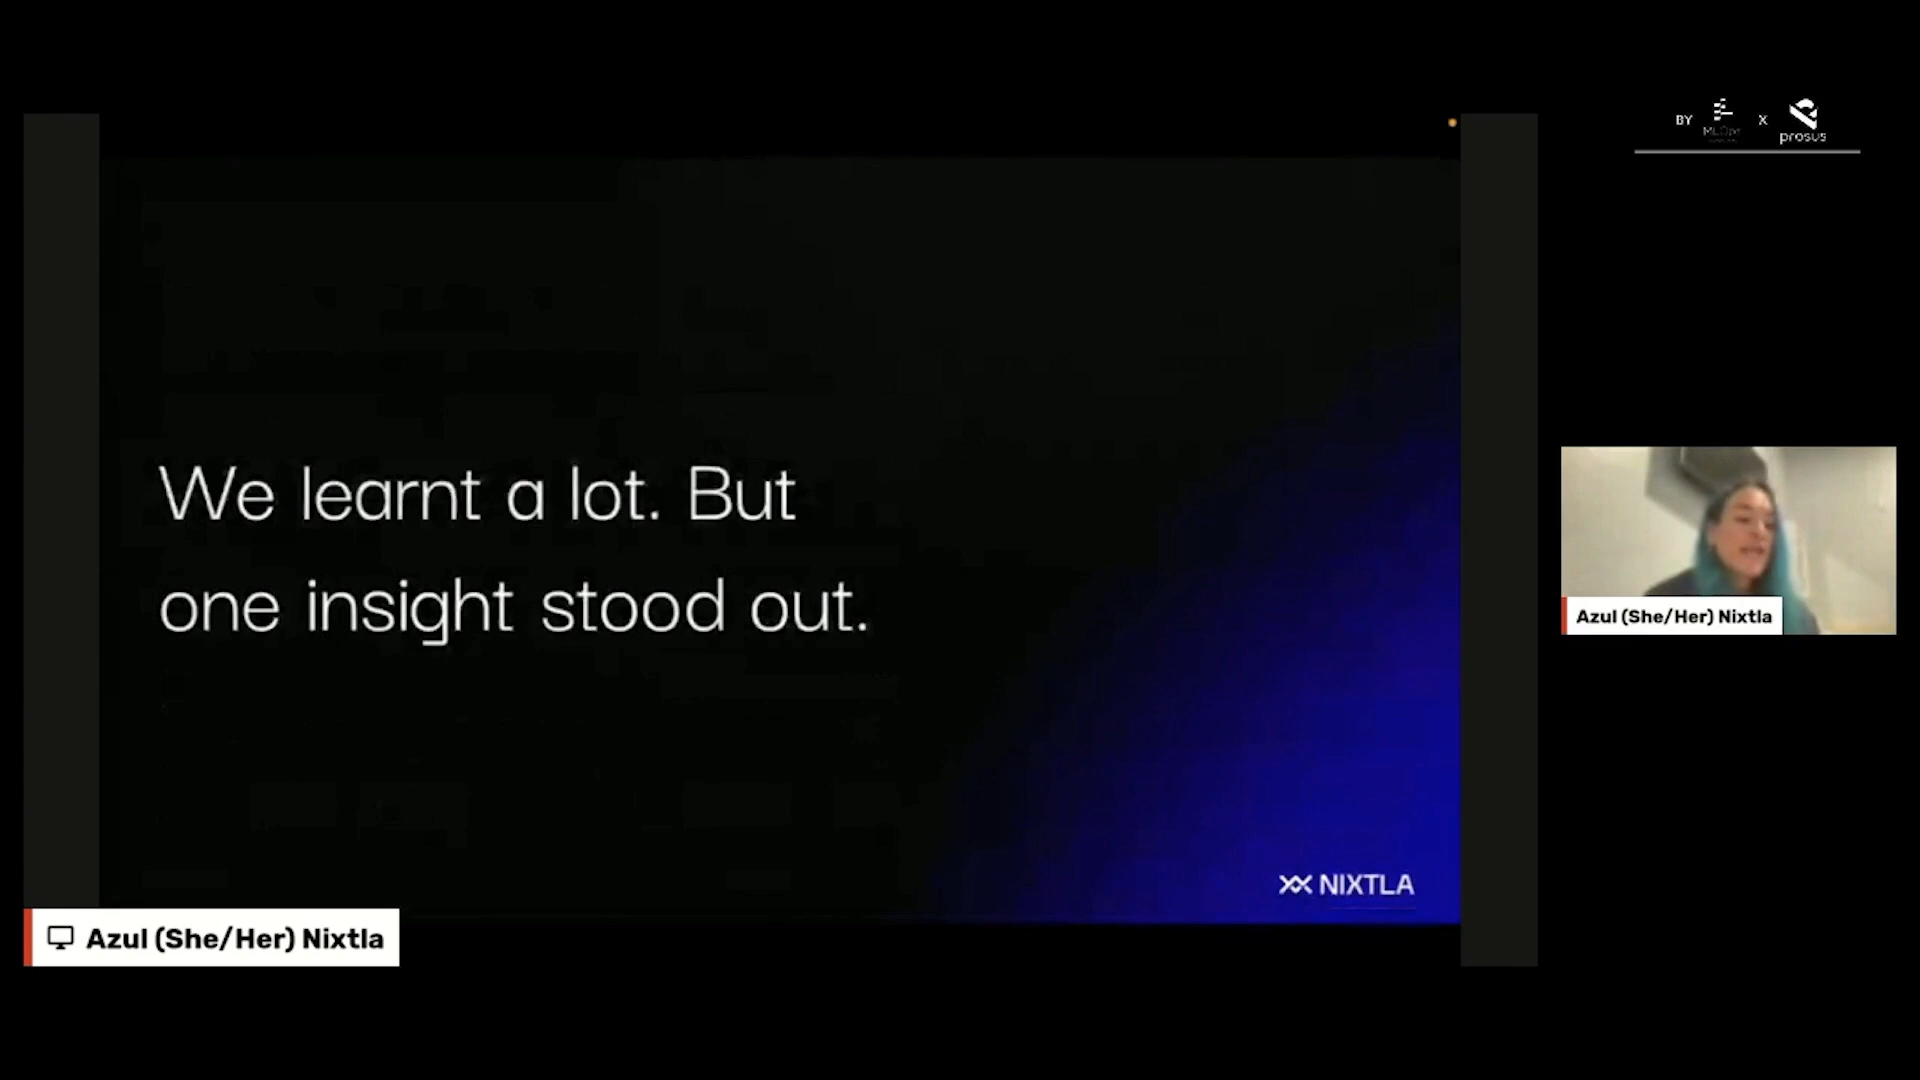 BY
MLOps
X
prosus
We learnt a lot. But
one insight stood out.
NIXTLA
Azul (She/Her) Nixtla
Azul (She/Her) Nixtla